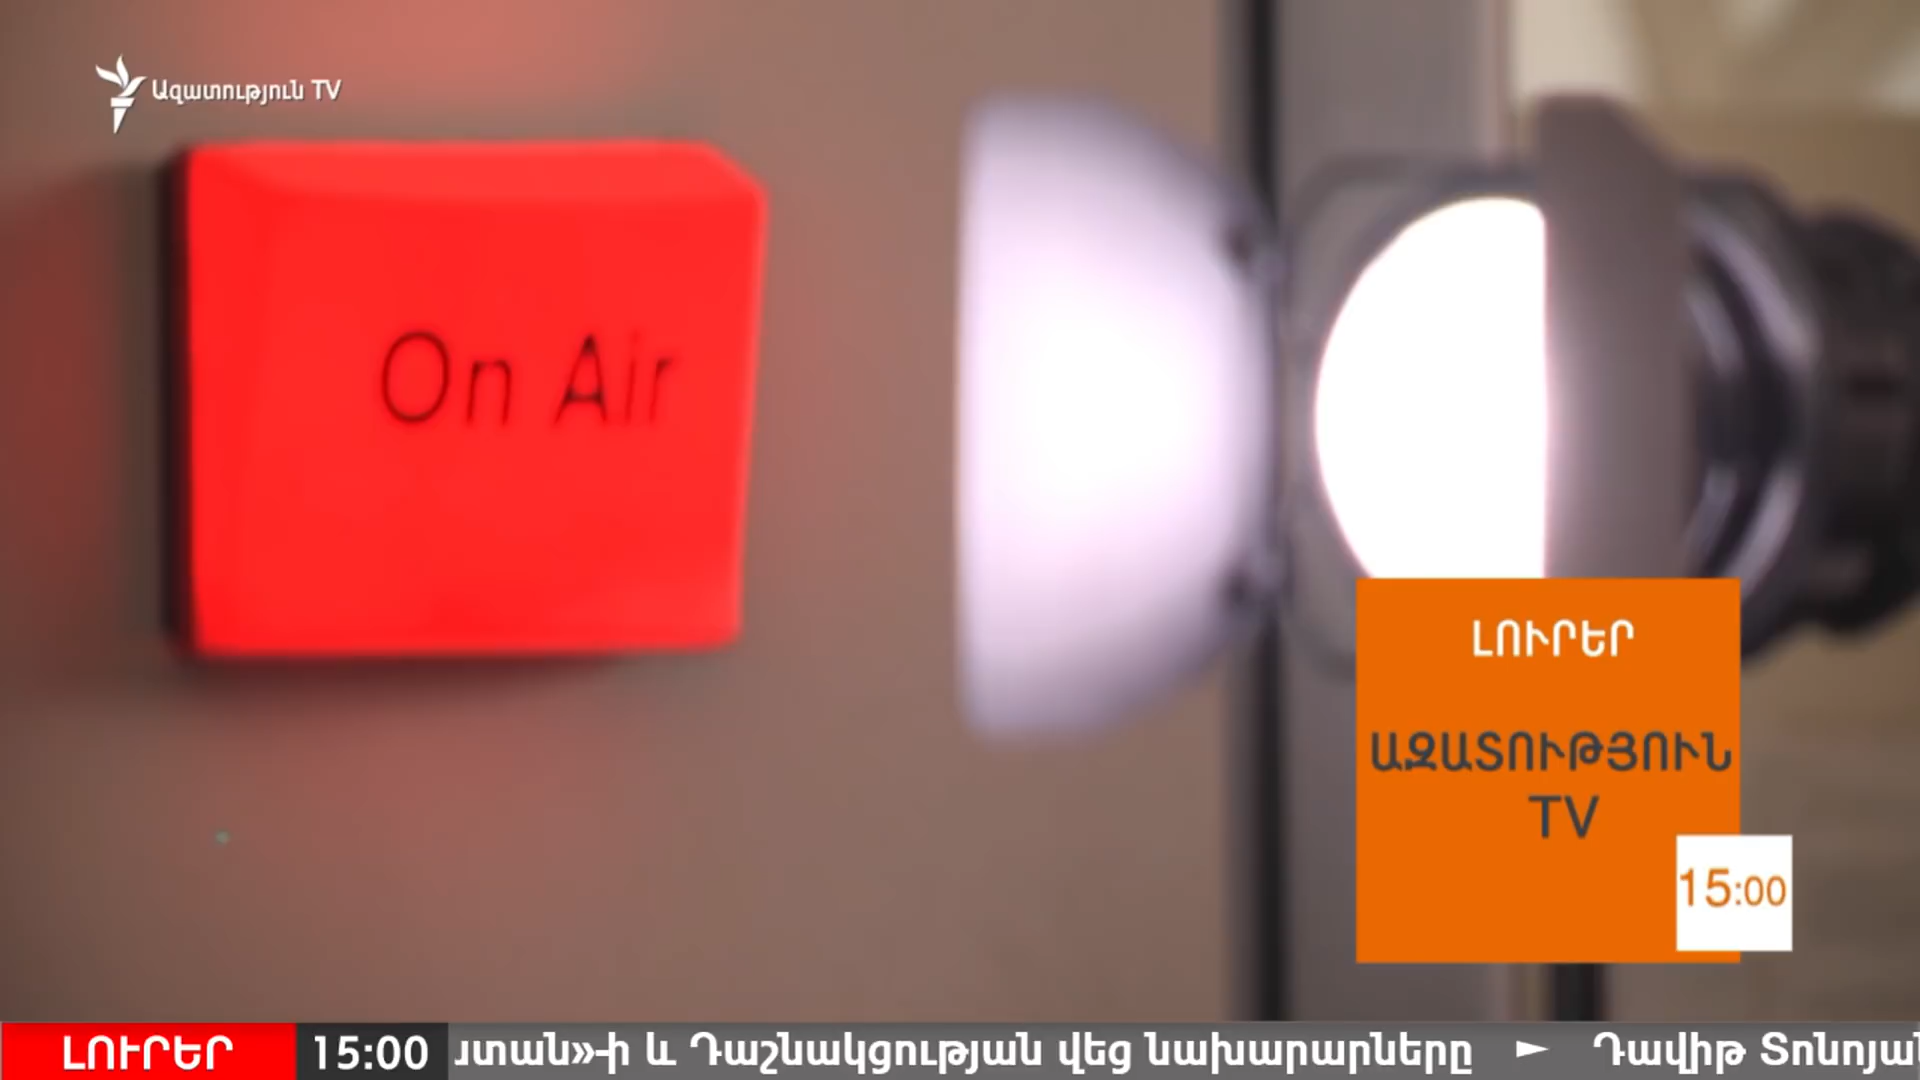 Ազատություն TV
On Air
ԼՈՒՐԵՐ
ԱԶԱՏՈՒԹՅՈՒՆ
TV
15:00
ԼՈՒՐԵՐ 15:00 և Դաշնակցության վեց նախարարները ► Դավիթ